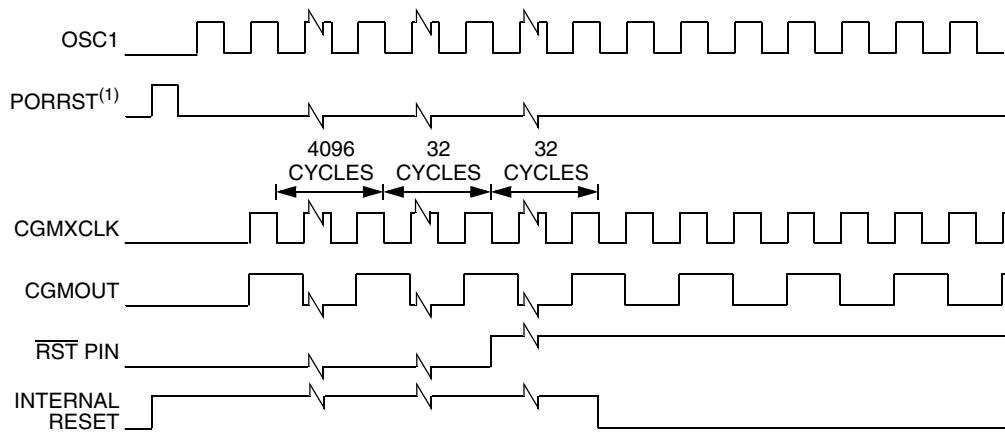 OSC1
PORRST(1)
4096
CYCLES
32
CYCLES
32
CYCLES
CGMXCLK
CGMOUT
RST PIN
INTERNAL
RESET